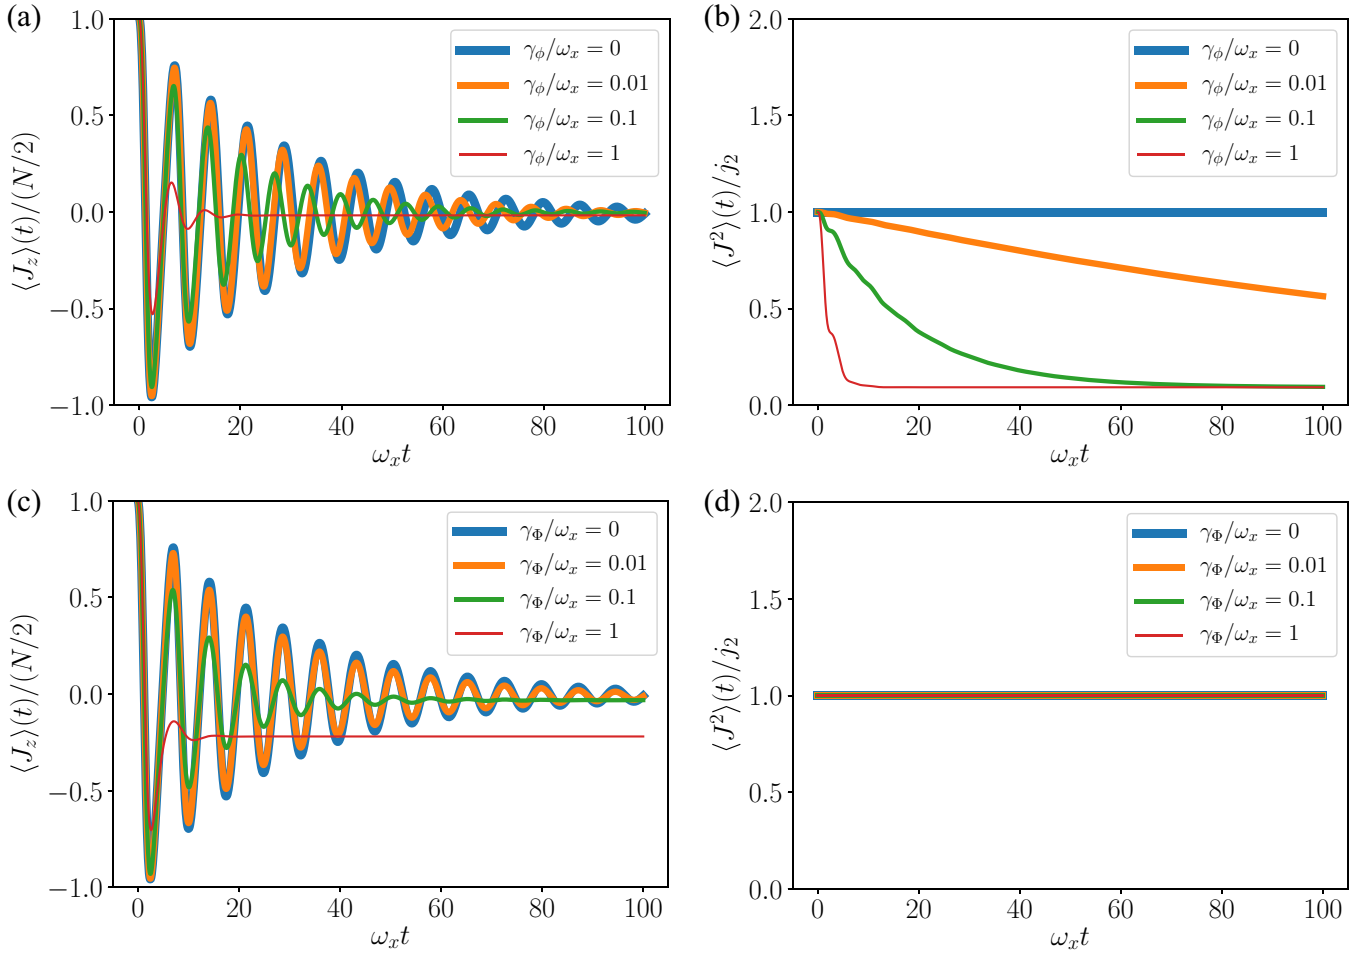 (a)
1.0
0.5
0.0
−0.5
−1.0
⟨J_z⟩(t)/(N/2)
0 20 40 60 80 100
ω_x t
γ_ϕ/ω_x = 0
γ_ϕ/ω_x = 0.01
γ_ϕ/ω_x = 0.1
γ_ϕ/ω_x = 1
(b)
2.0
1.5
1.0
0.5
0.0
⟨J^2⟩(t)/j_2
0 20 40 60 80 100
ω_x t
γ_ϕ/ω_x = 0
γ_ϕ/ω_x = 0.01
γ_ϕ/ω_x = 0.1
γ_ϕ/ω_x = 1
(c)
1.0
0.5
0.0
−0.5
−1.0
⟨J_z⟩(t)/(N/2)
0 20 40 60 80 100
ω_x t
γ_Φ/ω_x = 0
γ_Φ/ω_x = 0.01
γ_Φ/ω_x = 0.1
γ_Φ/ω_x = 1
(d)
2.0
1.5
1.0
0.5
0.0
⟨J^2⟩(t)/j_2
0 20 40 60 80 100
ω_x t
γ_Φ/ω_x = 0
γ_Φ/ω_x = 0.01
γ_Φ/ω_x = 0.1
γ_Φ/ω_x = 1